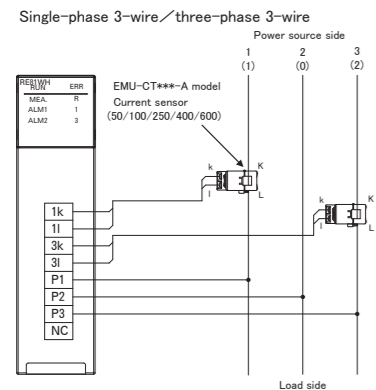 Single-phase 3-wire／three-phase 3-wire
Power source side
1 2 3
(1) (0) (2)
RE81WH
RUN ERR
MEA. R
ALM1 1
ALM2 3
EMU-CT***-A model
Current sensor
(50/100/250/400/600)
k K
l L
k K
l L
1k
1l
3k
3l
P1
P2
P3
NC
Load side